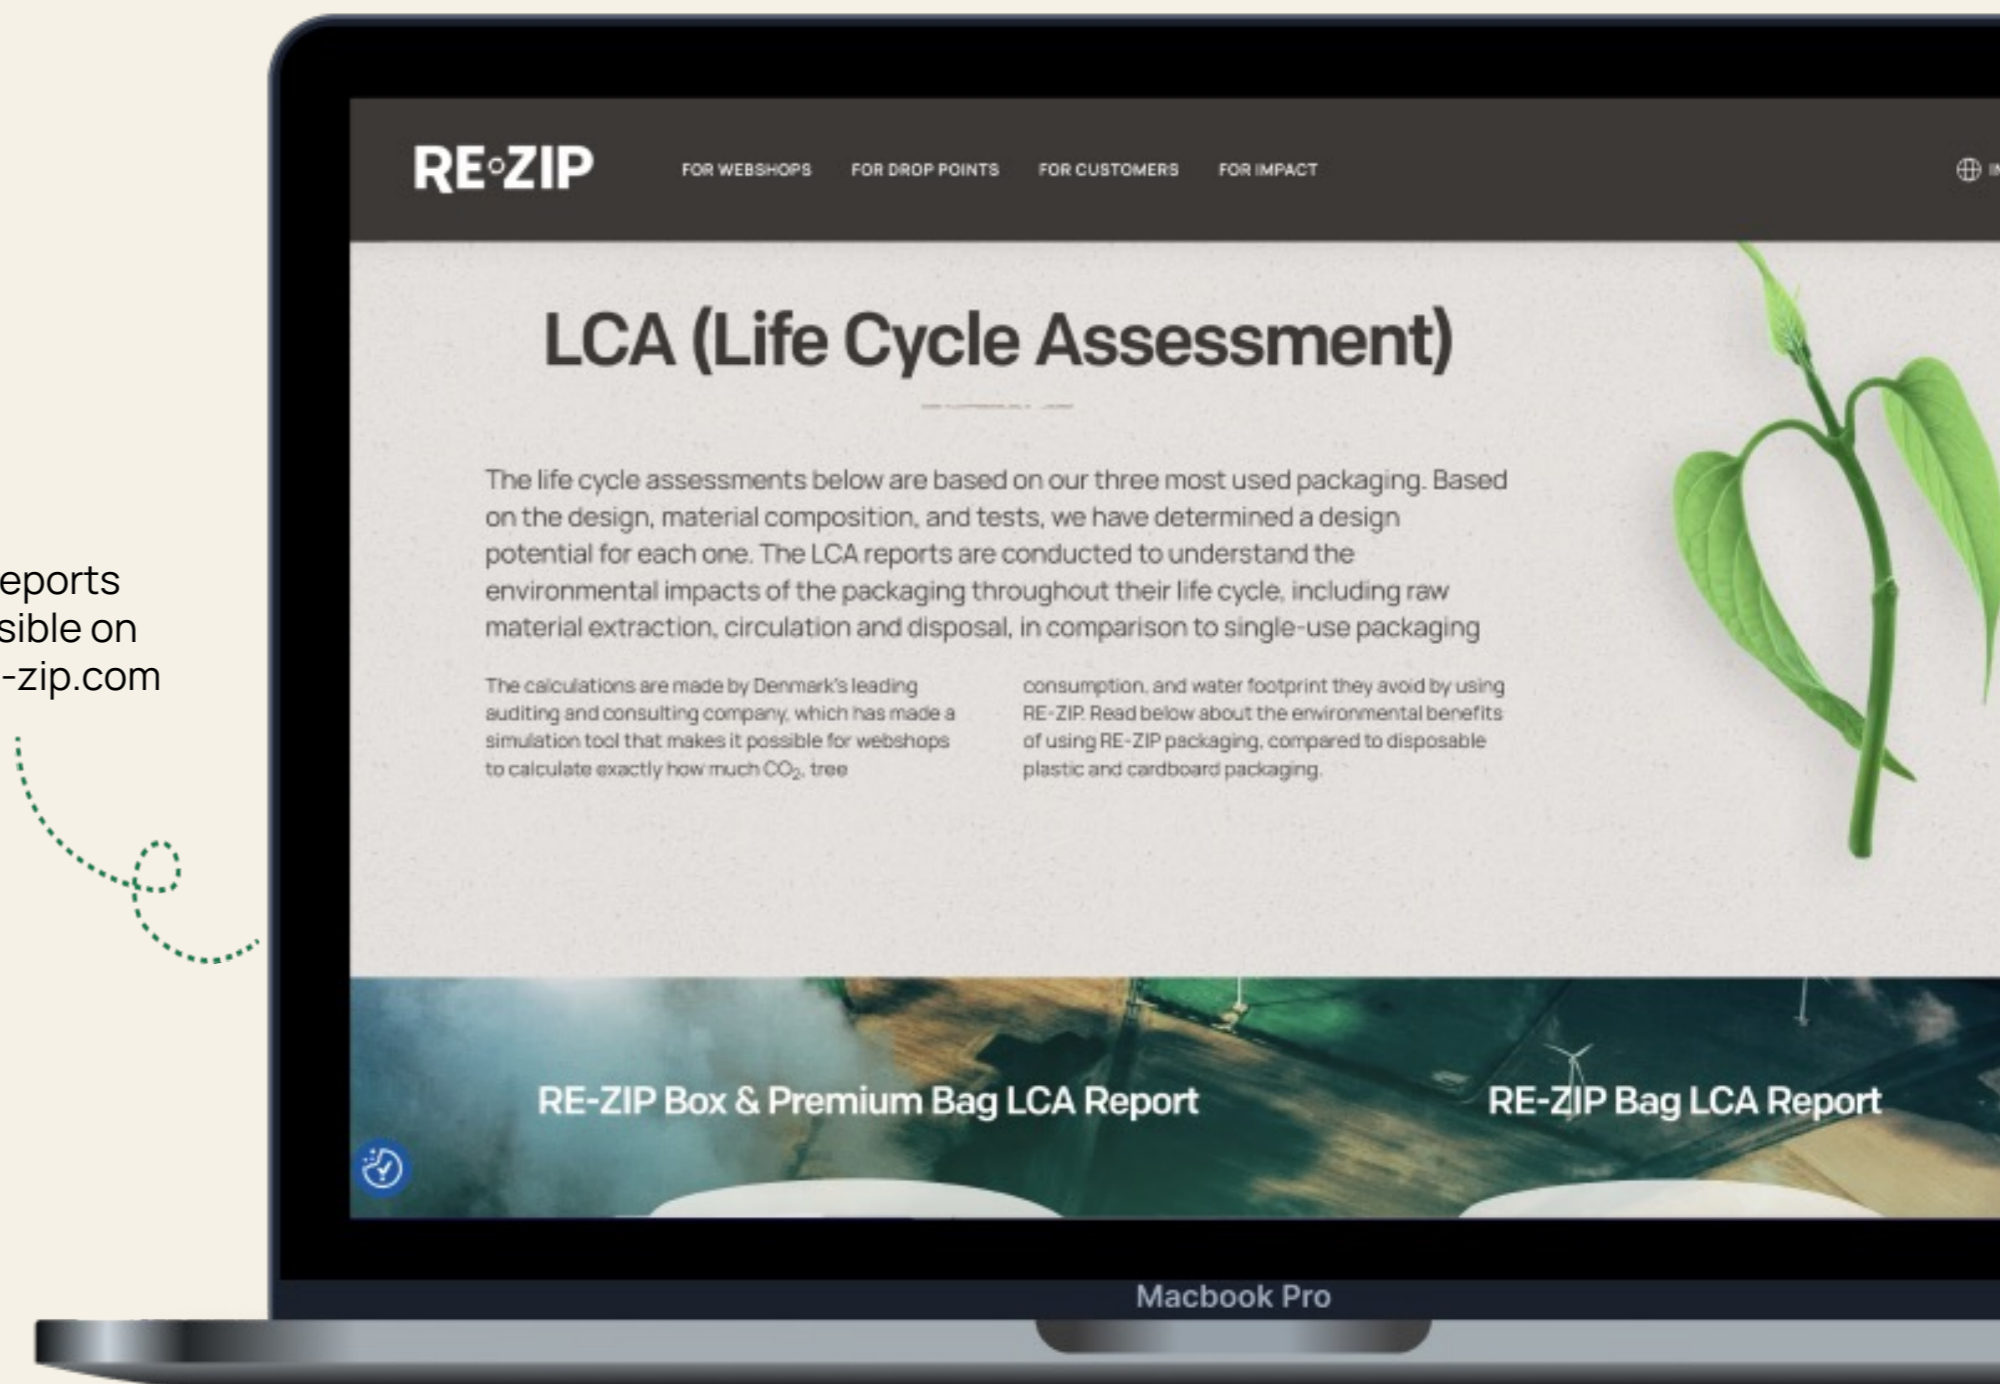 eports
sible on
-zip.com
RE ZIP
FOR WEBSHOPS FOR DROP POINTS FOR CUSTOMERS FOR IMPACT
LCA (Life Cycle Assessment)
The life cycle assessments below are based on our three most used packaging. Based
on the design, material composition, and tests, we have determined a design
potential for each one. The LCA reports are conducted to understand the
environmental impacts of the packaging throughout their life cycle, including raw
material extraction, circulation and disposal, in comparison to single-use packaging
The calculations are made by Denmark's leading
auditing and consulting company, which has made a
simulation tool that makes it possible for webshops
to calculate exactly how much CO₂, tree
consumption, and water footprint they avoid by using
RE-ZIP. Read below about the environmental benefits
of using RE-ZIP packaging, compared to disposable
plastic and cardboard packaging.
RE-ZIP Box & Premium Bag LCA Report
RE-ZIP Bag LCA Report
Macbook Pro